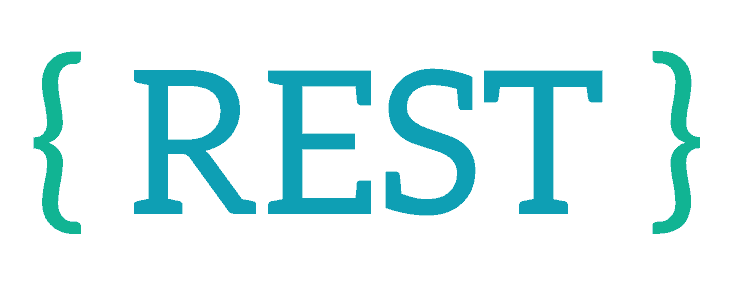 { REST }